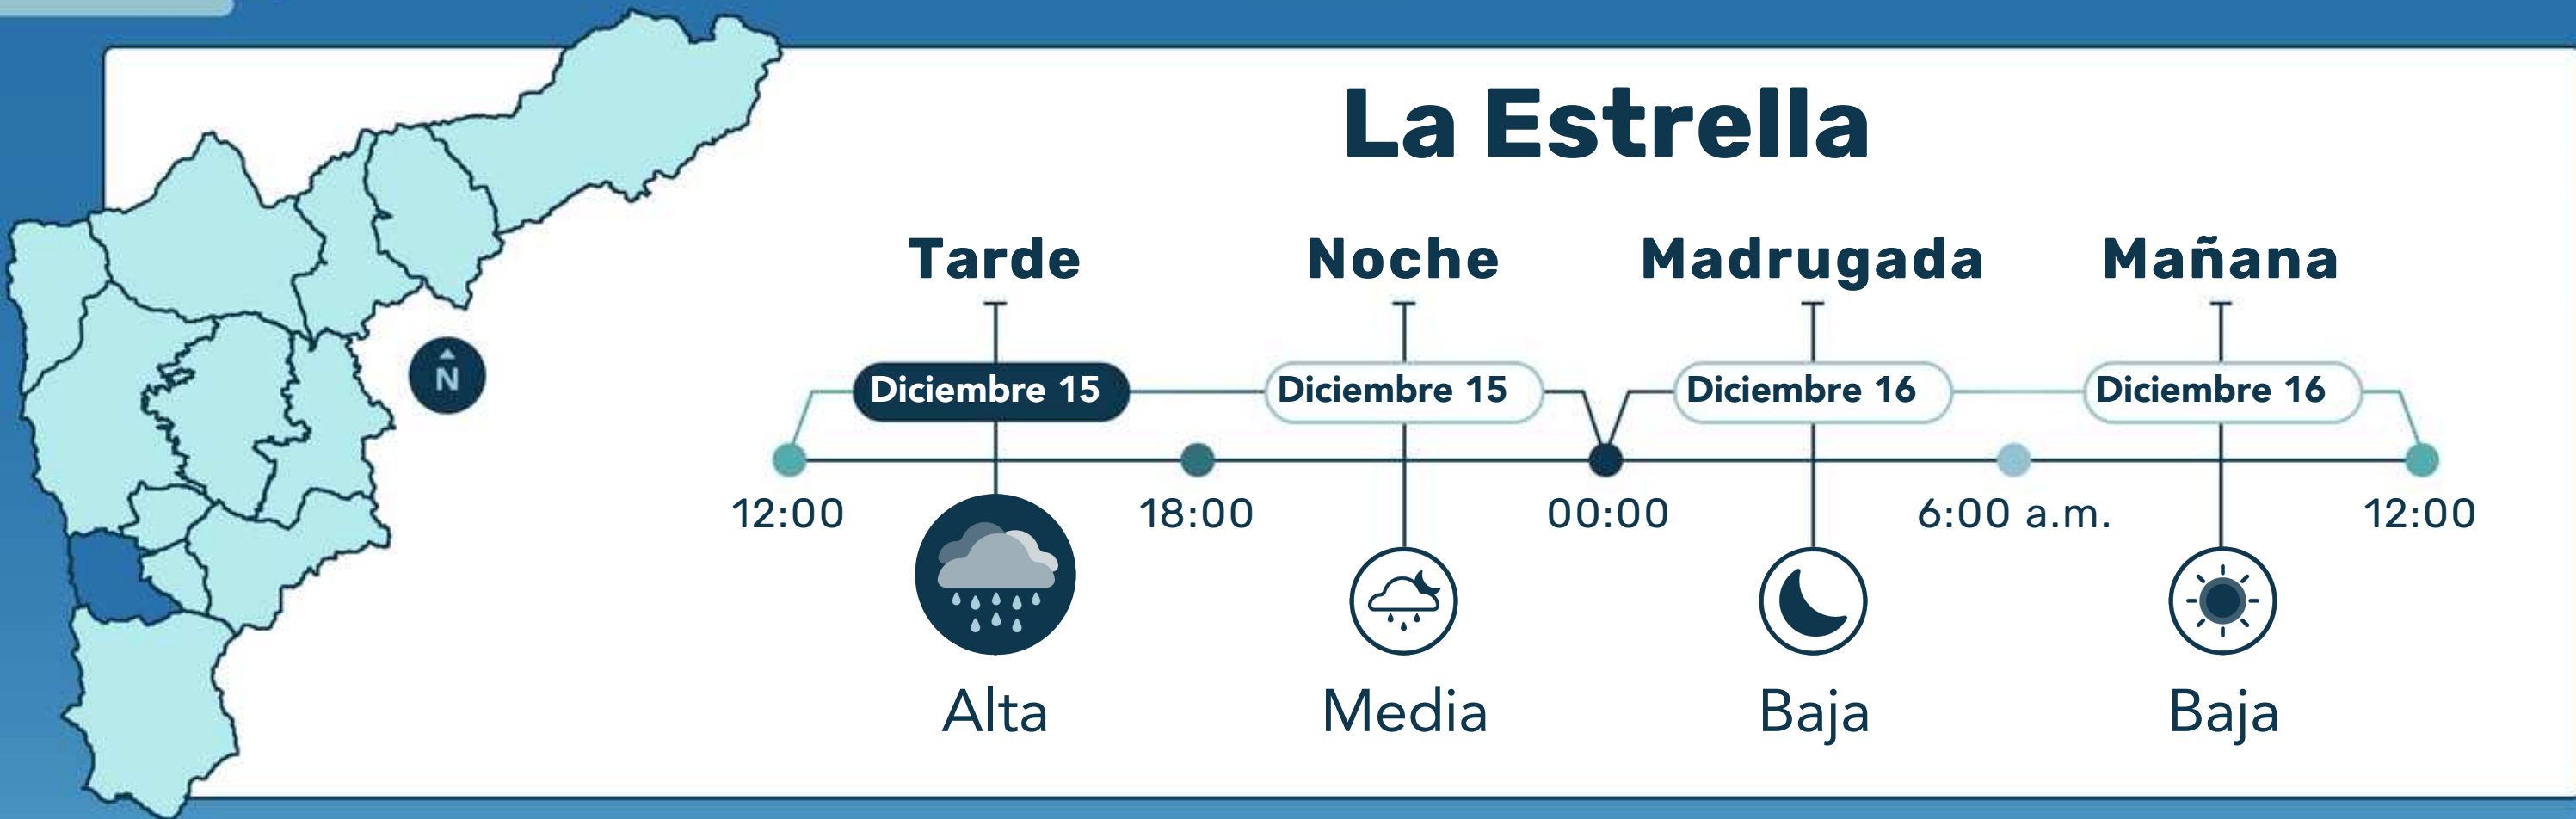 La Estrella
Tarde Noche Madrugada Mañana
N
Diciembre 15 Diciembre 15 Diciembre 16 Diciembre 16
12:00 18:00 00:00 6:00 a.m. 12:00
Alta Media Baja Baja